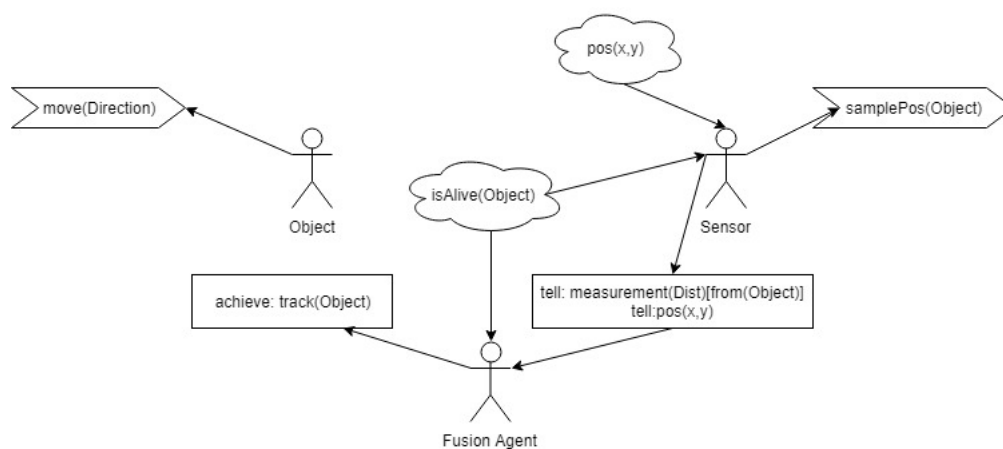 pos(x,y)
move(Direction)
samplePos(Object)
isAlive(Object)
Object
Sensor
achieve: track(Object)
tell: measurement(Dist)[from(Object)]
tell:pos(x,y)
Fusion Agent